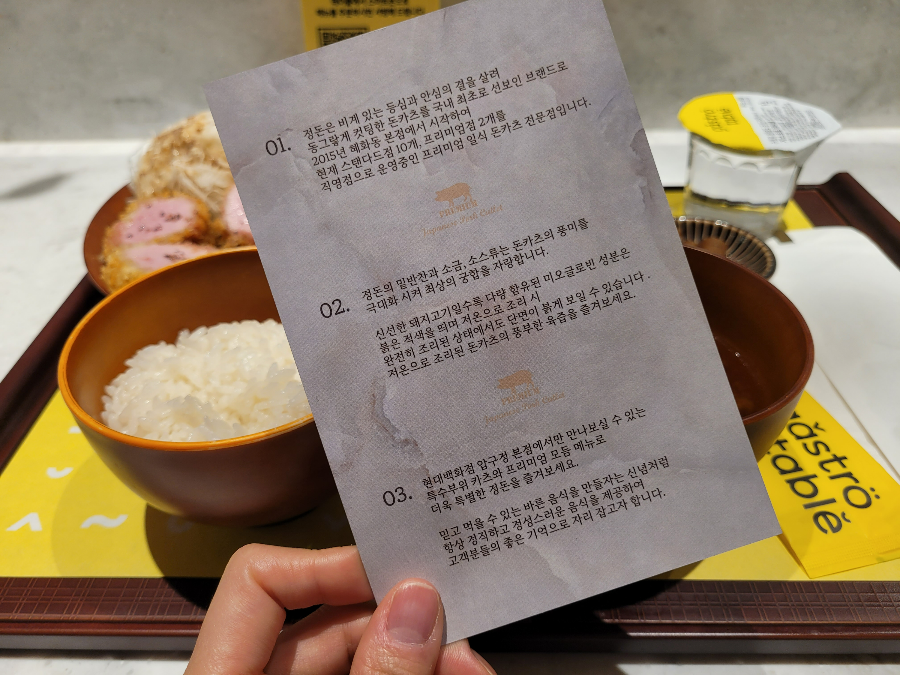 01.
정돈은 비계 있는 등심과 안심의 결을 살려
동그랗게 컷팅한 돈카츠를 국내 최초로 선보인 브랜드로
2015년 혜화동 본점에서 시작하여
현재 스탠다드점 10개, 프리미엄점 2개를
직영점으로 운영중인 프리미엄 일식 돈카츠 전문점입니다.
PREMIUM
Japanese Pork Cutlet
02.
정돈의 밑반찬과 소금, 소스류는 돈카츠의 풍미를
극대화 시켜 최상의 궁합을 자랑합니다.
신선한 돼지고기일수록 다량 함유된 미오글로빈 성분은
붉은 적색을 띄며 저온으로 조리 시
완전히 조리된 상태에서도 단면이 붉게 보일 수 있습니다 .
저온으로 조리된 돈카츠의 풍부한 육즙을 즐겨보세요.
PREMIUM
Japanese Pork Cutlet
03.
현대백화점 압구정 본점에서만 만나보실 수 있는
특수부위 카츠와 프리미엄 모듬 메뉴로
더욱 특별한 정돈을 즐겨보세요.
믿고 먹을 수 있는 바른 음식을 만들자는 신념처럼
항상 정직하고 정성스러운 음식을 제공하여
고객분들의 좋은 기억으로 자리 잡고자 합니다.
gäströ
tablé